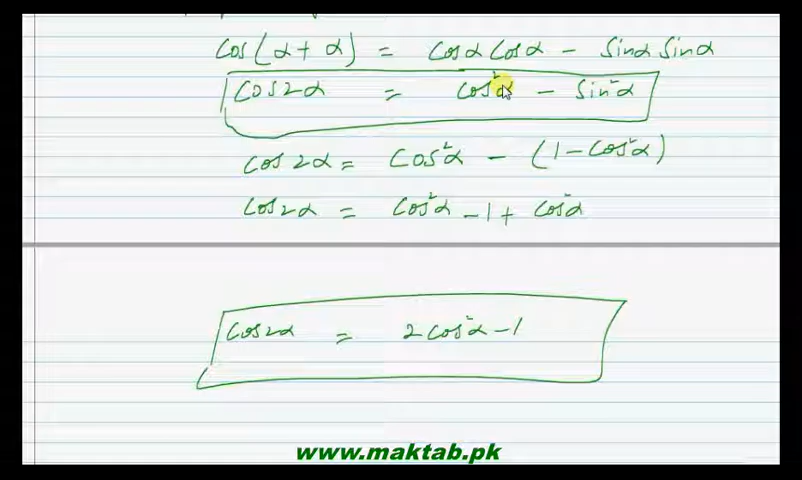 Cos(α + α) = Cosα Cosα - Sinα Sinα
Cos2α = Cos²α - Sin²α
Cos2α = Cos²α - (1 - Cos²α)
Cos2α = Cos²α - 1 + Cos²α
Cos2α = 2Cos²α - 1
www.maktab.pk